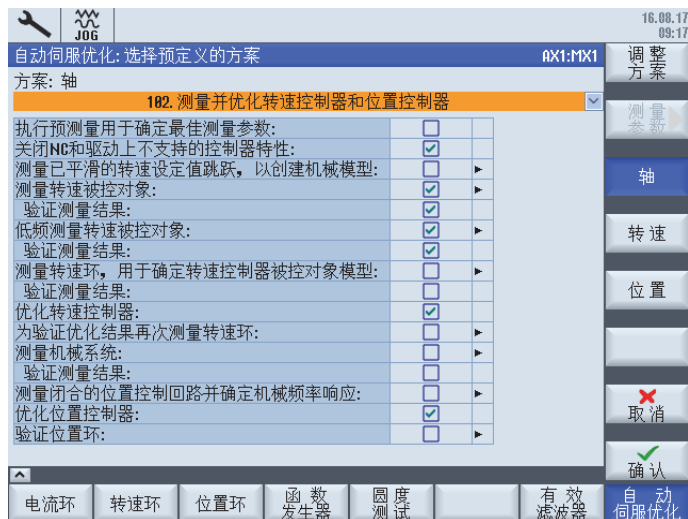 JOG
16.08.17
09:17
自动伺服优化: 选择预定义的方案
AX1:MX1
方案: 轴
102. 测量并优化转速控制器和位置控制器
执行预测量用于确定最佳测量参数:
关闭NC和驱动上不支持的控制器特性:
测量已平滑的转速设定值跳跃, 以创建机械模型:
测量转速被控对象:
验证测量结果:
低频测量转速被控对象:
验证测量结果:
测量转速环, 用于确定转速控制器被控对象模型:
验证测量结果:
优化转速控制器:
为验证优化结果再次测量转速环:
测量机械系统:
验证测量结果:
测量闭合的位置控制回路并确定机械频率响应:
优化位置控制器:
验证位置环:
调整
方案
测量
参数
轴
转速
位置
取消
确认
电流环
转速环
位置环
函数
发生器
圆度
测试
有效
滤波器
自动
伺服优化